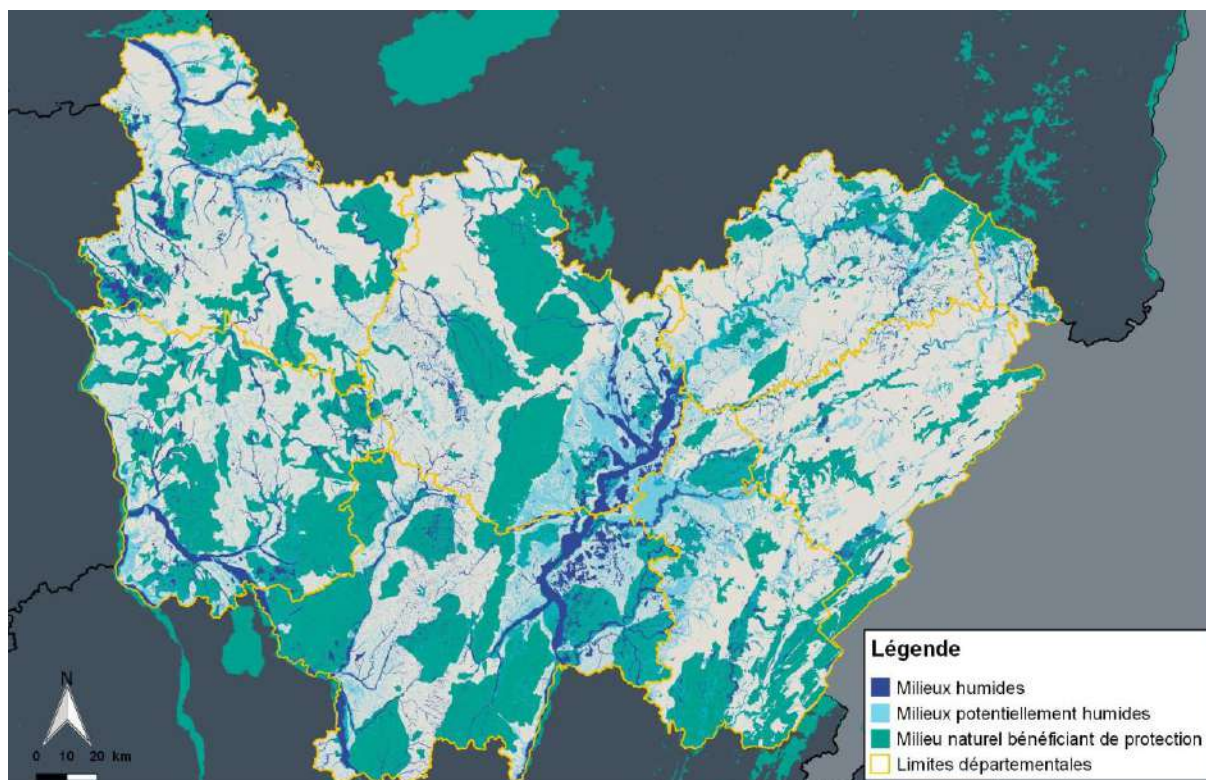 Légende
Milieux humides
Milieux potentiellement humides
Milieu naturel bénéficiant de protection
Limites départementales
N
0 10 20 km